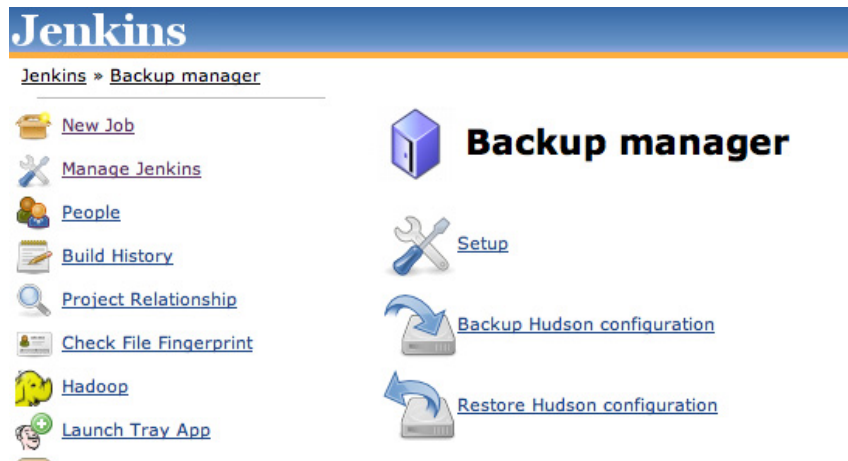 Jenkins
Jenkins » Backup manager
New Job
Manage Jenkins
People
Build History
Project Relationship
Check File Fingerprint
Hadoop
Launch Tray App
Backup manager
Setup
Backup Hudson configuration
Restore Hudson configuration